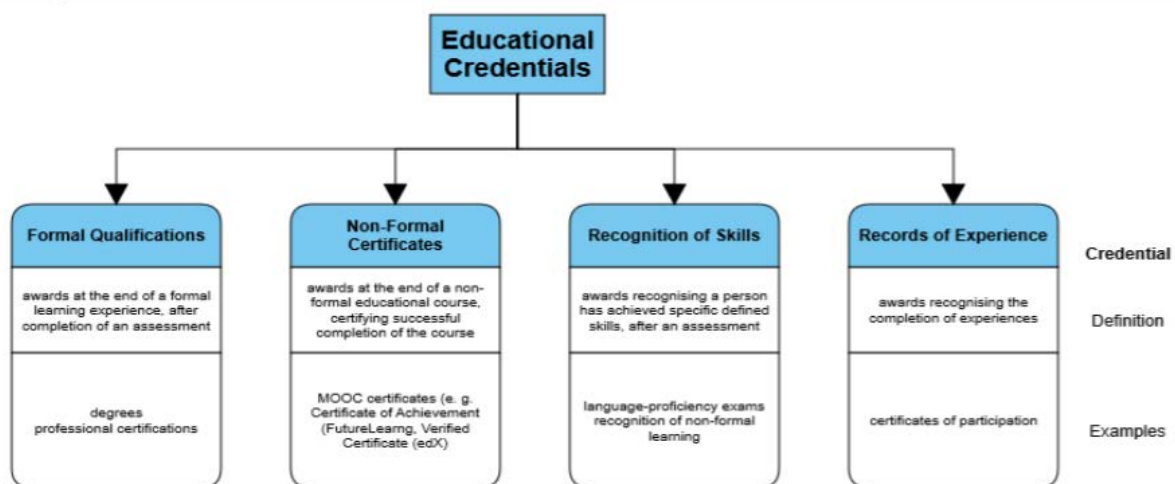 Educational
Credentials
Formal Qualifications
awards at the end of a formal
learning experience, after
completion of an assessment
degrees
professional certifications
Non-Formal
Certificates
awards at the end of a non-
formal educational course,
certifying successful
completion of the course
MOOC certificates (e. g.
Certificate of Achievement
(FutureLearng, Verified
Certificate (edX)
Recognition of Skills
awards recognising a person
has achieved specific defined
skills, after an assessment
language-proficiency exams
recognition of non-formal
learning
Records of Experience
awards recognising the
completion of experiences
certificates of participation
Credential
Definition
Examples